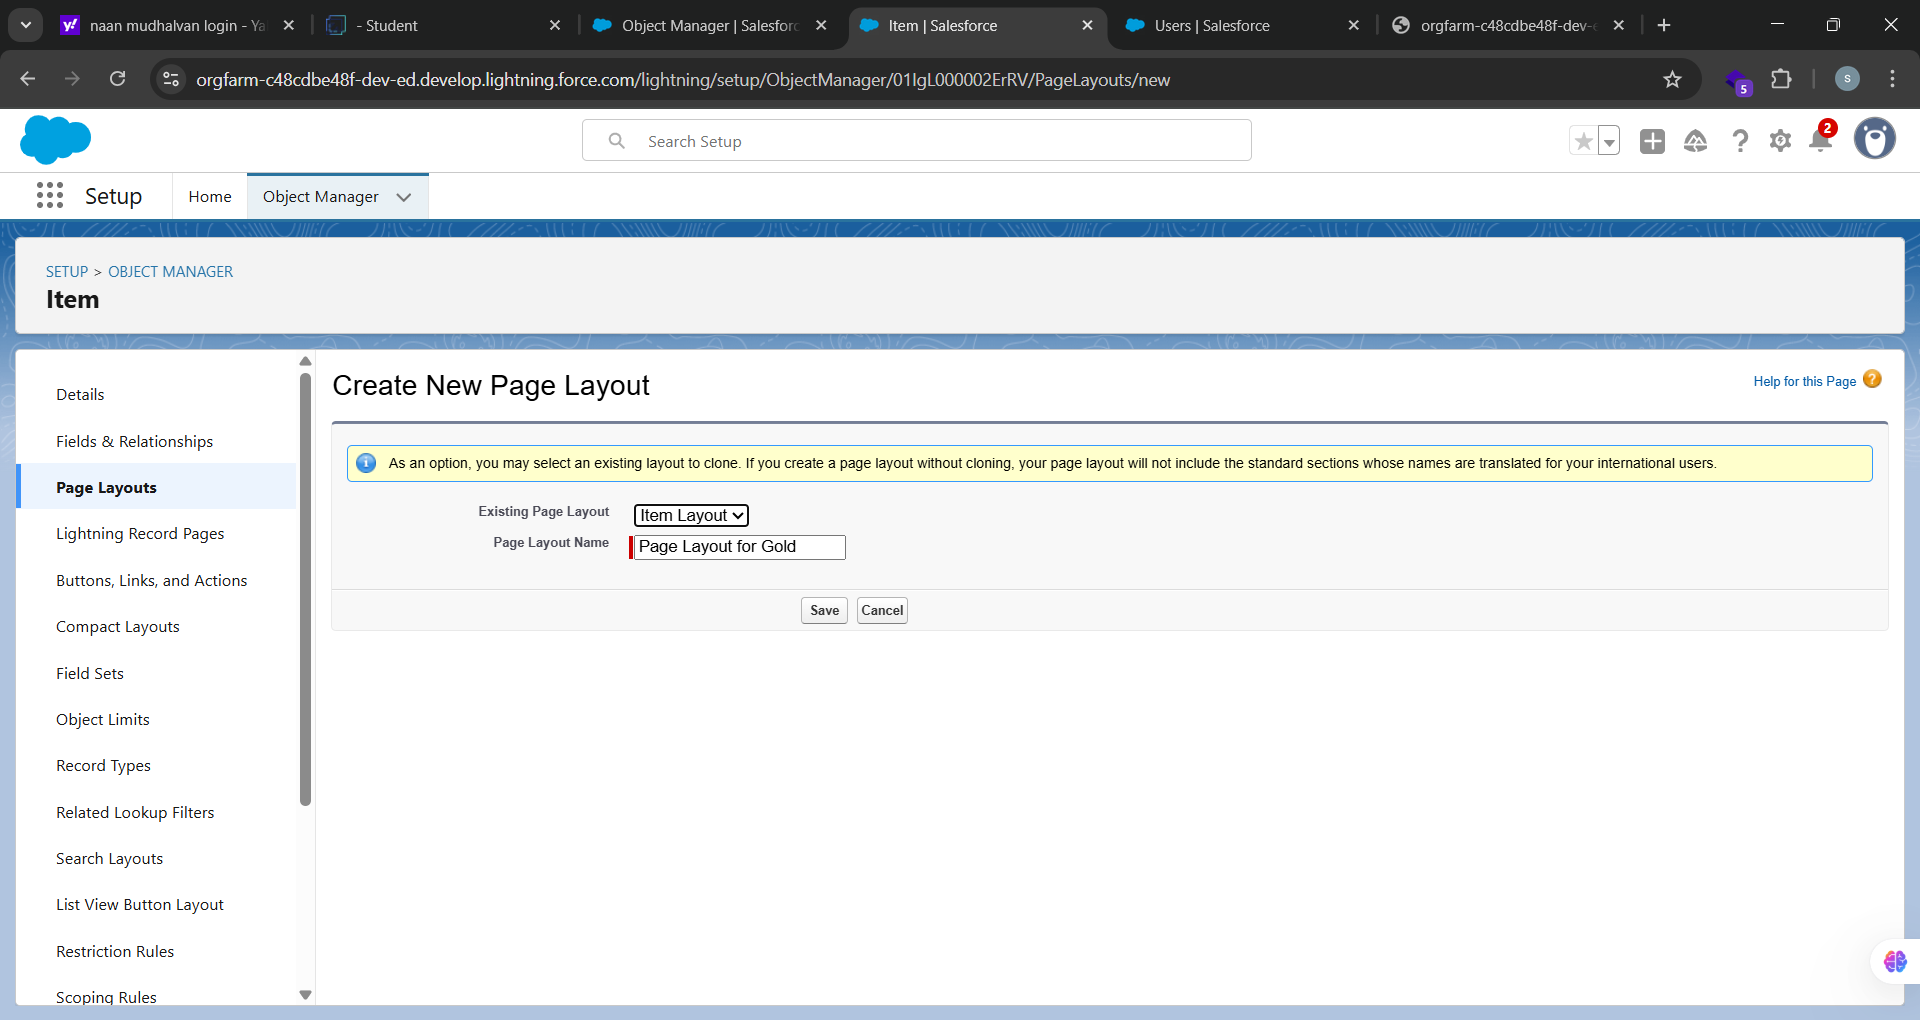 naan mudhalvan login - Ya
- Student
Object Manager | Salesforc
Item | Salesforce
Users | Salesforce
orgfarm-c48cdbe48f-dev-e
orgfarm-c48cdbe48f-dev-ed.develop.lightning.force.com/lightning/setup/ObjectManager/01IgL000002ErRV/PageLayouts/new
5
S
Search Setup
2
Setup
Home
Object Manager
SETUP > OBJECT MANAGER
Item
Details
Fields & Relationships
Page Layouts
Lightning Record Pages
Buttons, Links, and Actions
Compact Layouts
Field Sets
Object Limits
Record Types
Related Lookup Filters
Search Layouts
List View Button Layout
Restriction Rules
Scoping Rules
Create New Page Layout
Help for this Page ?
As an option, you may select an existing layout to clone. If you create a page layout without cloning, your page layout will not include the standard sections whose names are translated for your international users.
Existing Page Layout Item Layout
Page Layout Name Page Layout for Gold
Save Cancel